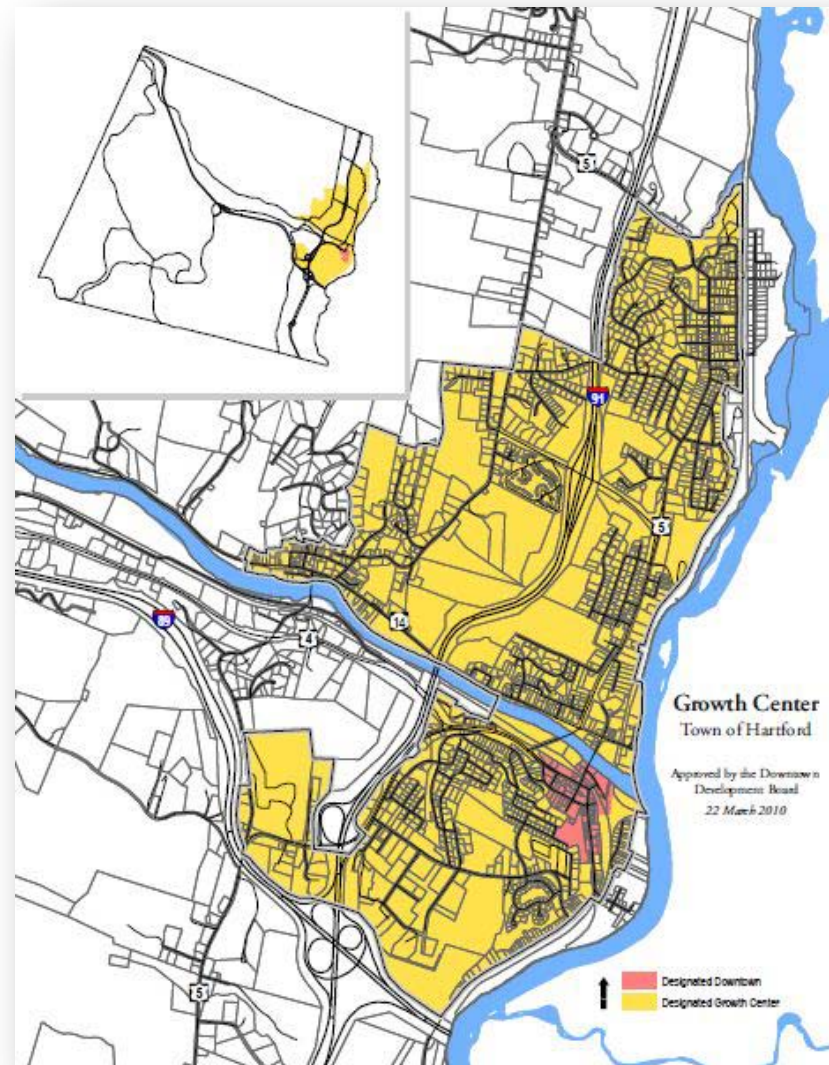 5
91
5
14
89
4
Growth Center
Town of Hartford
Approved by the Downtown
Development Board
22 March 2010
5
Designated Downtown
Designated Growth Center